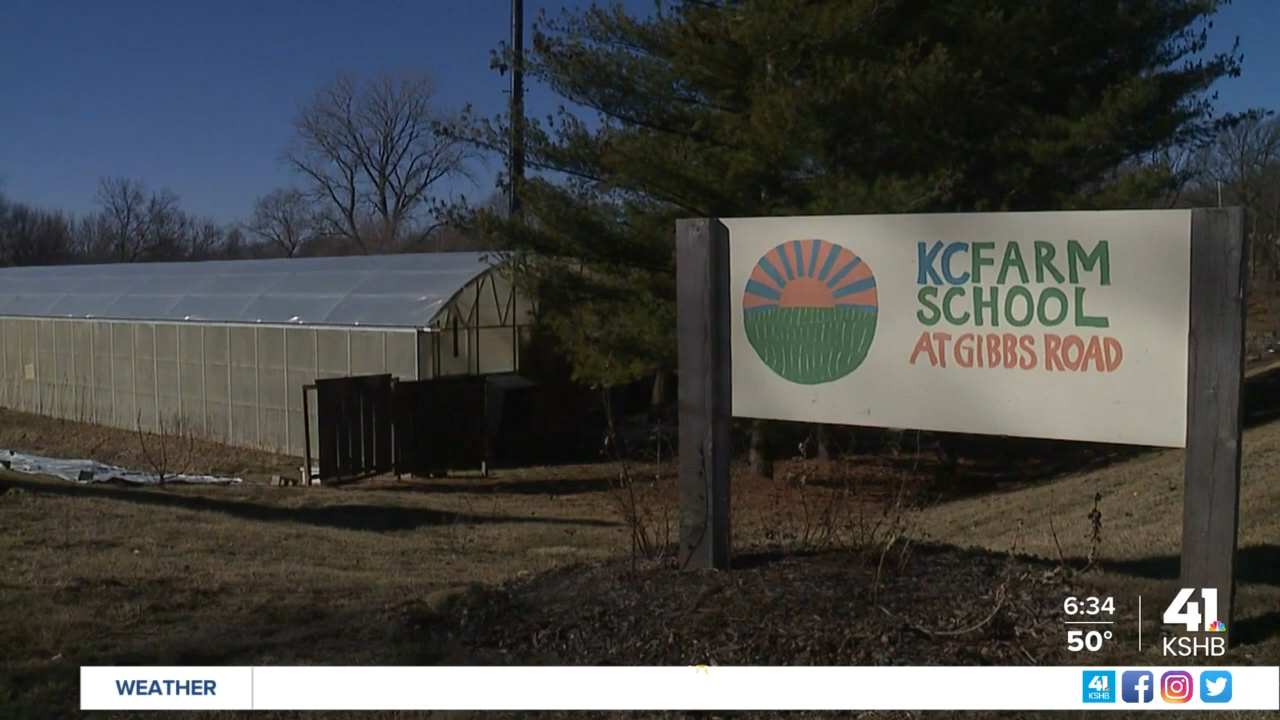 KCFARM
SCHOOL
AT GIBBS ROAD
6:34
50°
41
KSHB
WEATHER
41
KSHB